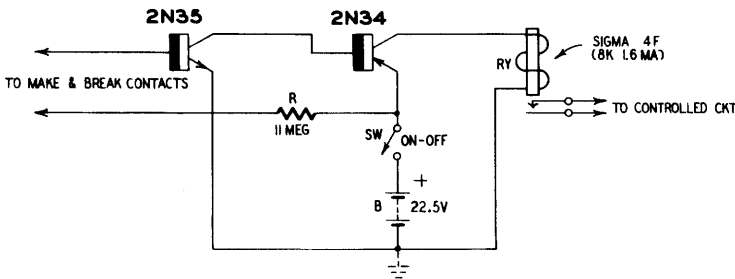 2N35
2N34
SIGMA 4F
(8K 1.6 MA)
RY
TO MAKE & BREAK CONTACTS
TO CONTROLLED CKT
R
11 MEG
SW
ON-OFF
+
B
22.5V